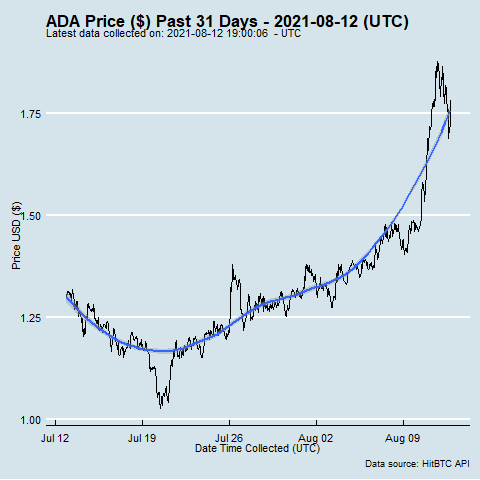 ADA Price ($) Past 31 Days - 2021-08-12 (UTC)
Latest data collected on: 2021-08-12 19:00:06 - UTC
1.75
1.50
1.25
1.00
Price USD ($)
Jul 12 Jul 19 Jul 26 Aug 02 Aug 09
Date Time Collected (UTC)
Data source: HitBTC API